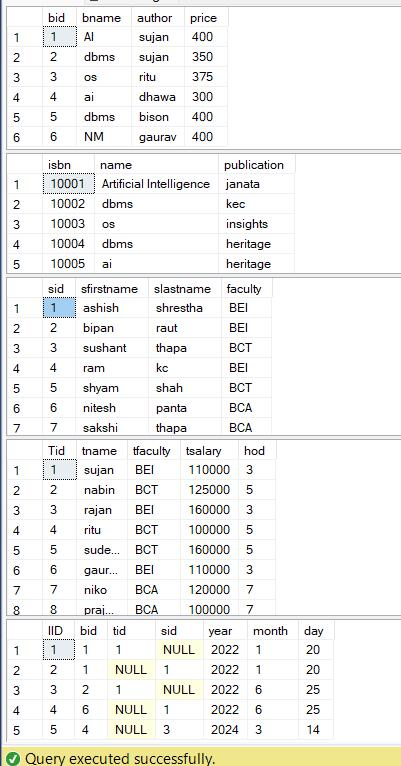 bid bname author price
1 1 AI sujan 400
2 2 dbms sujan 350
3 3 os ritu 375
4 4 ai dhawa 300
5 5 dbms bison 400
6 6 NM gaurav 400
isbn name publication
1 10001 Artificial Intelligence janata
2 10002 dbms kec
3 10003 os insights
4 10004 dbms heritage
5 10005 ai heritage
sid sfirstname slastname faculty
1 1 ashish shrestha BEI
2 2 bipan raut BEI
3 3 sushant thapa BCT
4 4 ram kc BEI
5 5 shyam shah BCT
6 6 nitesh panta BCA
7 7 sakshi thapa BCA
Tid tname tfaculty tsalary hod
1 1 sujan BEI 110000 3
2 2 nabin BCT 125000 5
3 3 rajan BEI 160000 3
4 4 ritu BCT 100000 5
5 5 sude... BCT 160000 5
6 6 gaur... BEI 110000 3
7 7 niko BCA 120000 7
8 8 praj... BCA 100000 7
IID bid tid sid year month day
1 1 1 1 NULL 2022 1 20
2 2 1 NULL 1 2022 1 20
3 3 2 1 NULL 2022 6 25
4 4 6 NULL 1 2022 6 25
5 5 4 NULL 3 2024 3 14
Query executed successfully.